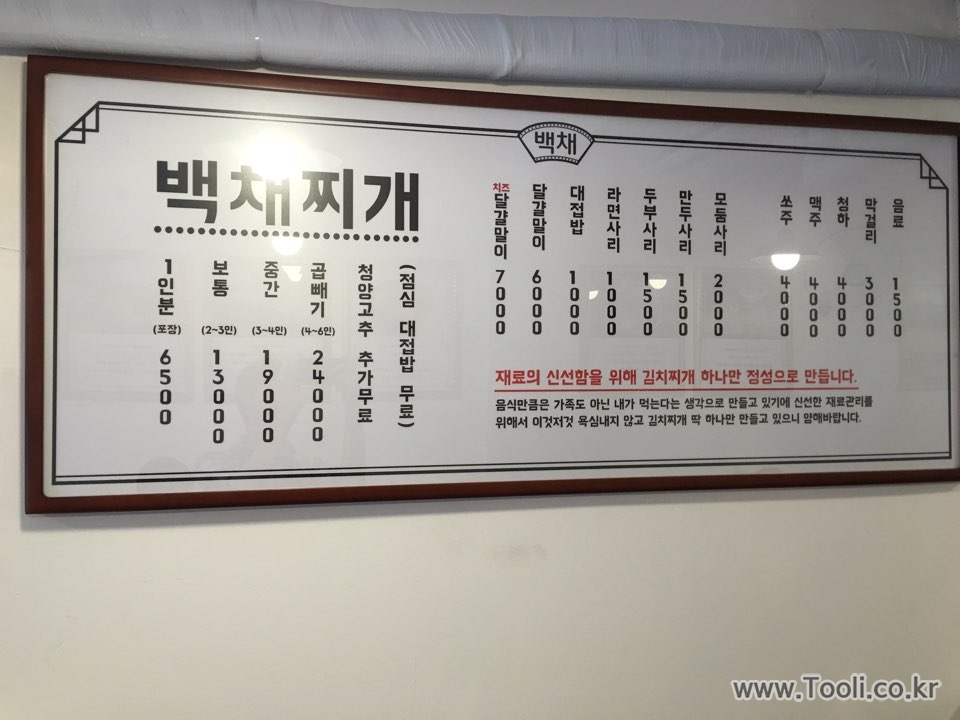 백채
백채찌개
1인분 (포장) 6500
보통 (2~3인) 13000
중간 (3~4인) 19000
곱빼기 (4~6인) 24000
청양고추 추가무료
(점심 대접밥 무료)
치즈 달걀말이 7000
달걀말이 6000
대접밥 1000
라면사리 1000
두부사리 1500
만두사리 1500
모둠사리 2000
쏘주 4000
맥주 4000
청하 4000
막걸리 3000
음료 1500
재료의 신선함을 위해 김치찌개 하나만 정성으로 만듭니다.
음식만큼은 가족도 아닌 내가 먹는다는 생각으로 만들고 있기에 신선한 재료관리를
위해서 이것저것 욕심내지 않고 김치찌개 딱 하나만 만들고 있으니 양해바랍니다.
www.Tooli.co.kr